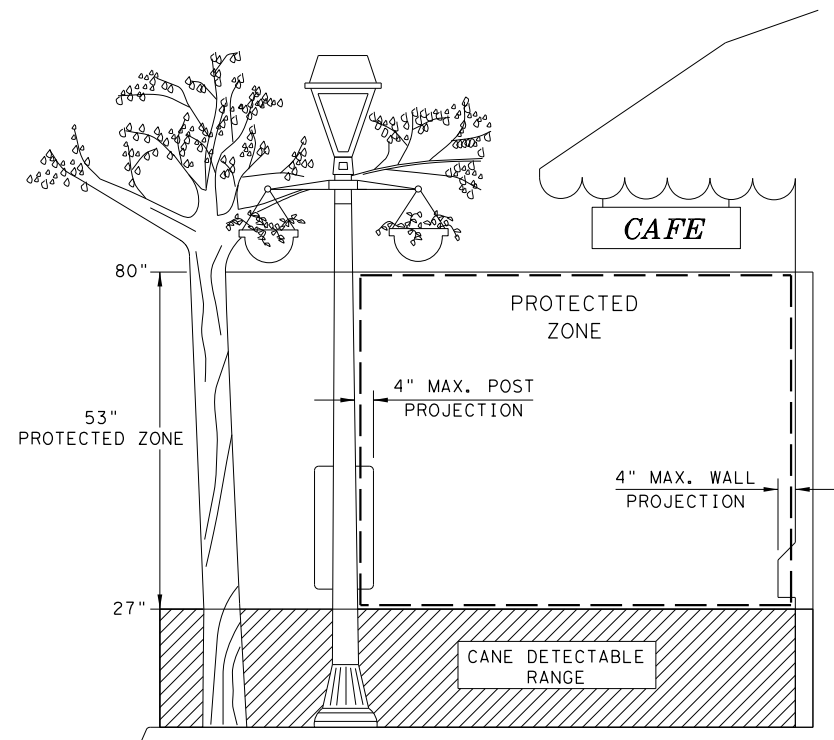 CAFE
80"
PROTECTED
ZONE
4" MAX. POST
PROJECTION
53"
PROTECTED ZONE
4" MAX. WALL
PROJECTION
27"
CANE DETECTABLE
RANGE